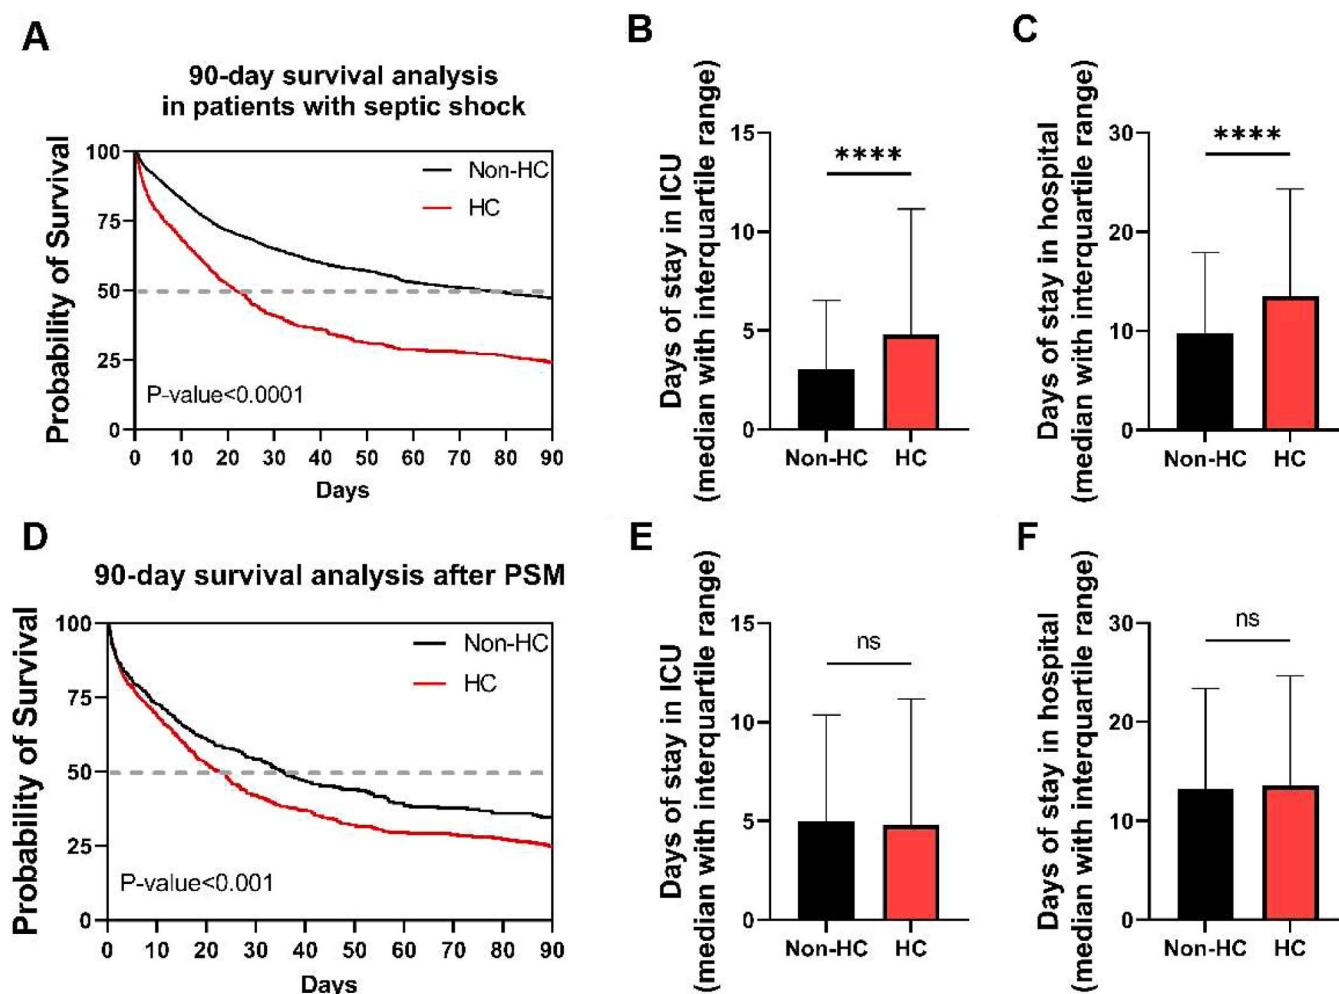 A
90-day survival analysis
in patients with septic shock
Probability of Survival
100
75
50
25
0
Non-HC
HC
P-value<0.0001
0 10 20 30 40 50 60 70 80 90
Days
B
Days of stay in ICU
(median with interquartile range)
15
10
5
0
****
Non-HC HC
C
Days of stay in hospital
(median with interquartile range)
30
20
10
0
****
Non-HC HC
D
90-day survival analysis after PSM
Probability of Survival
100
75
50
25
0
Non-HC
HC
P-value<0.001
0 10 20 30 40 50 60 70 80 90
Days
E
Days of stay in ICU
(median with interquartile range)
15
10
5
0
ns
Non-HC HC
F
Days of stay in hospital
(median with interquartile range)
30
20
10
0
ns
Non-HC HC